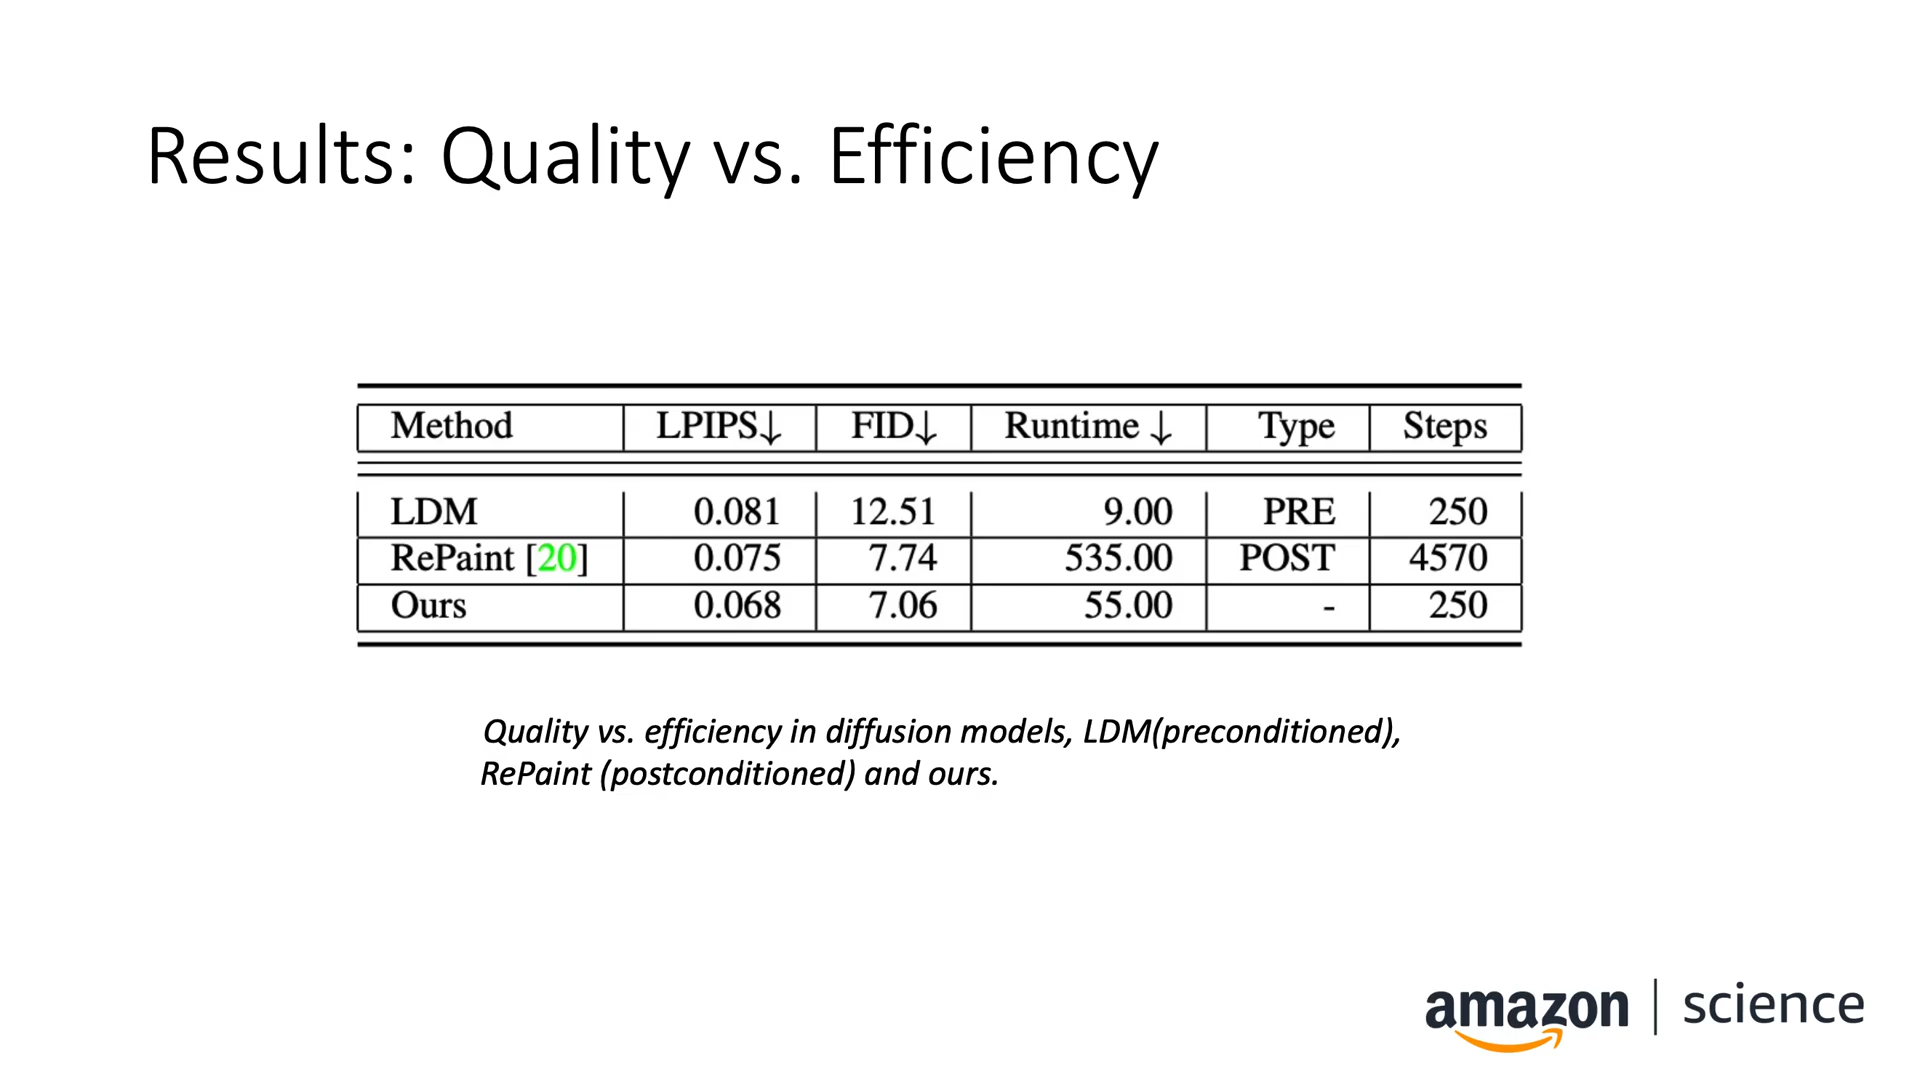 Results: Quality vs. Efficiency
Method LPIPS↓ FID↓ Runtime ↓ Type Steps
LDM 0.081 12.51 9.00 PRE 250
RePaint [20] 0.075 7.74 535.00 POST 4570
Ours 0.068 7.06 55.00 - 250
Quality vs. efficiency in diffusion models, LDM(preconditioned),
RePaint (postconditioned) and ours.
amazon | science